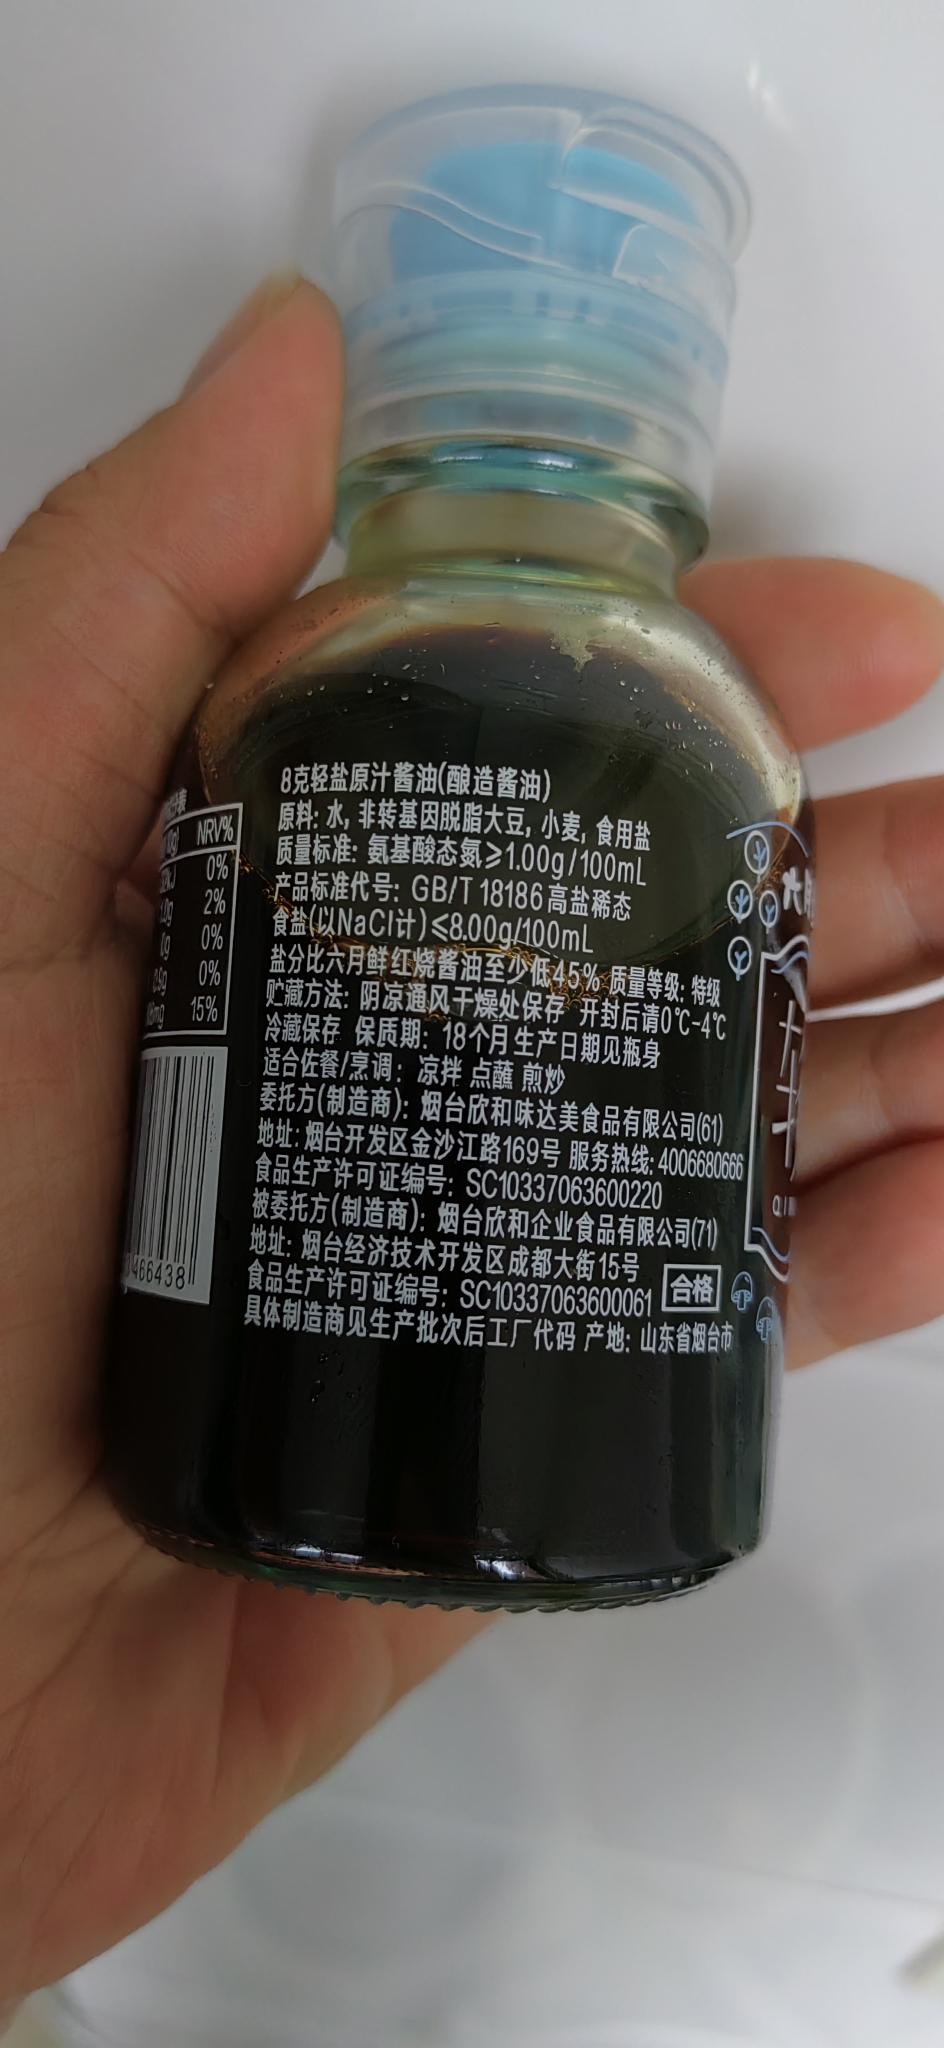 8克轻盐原汁酱油(酿造酱油)
原料: 水, 非转基因脱脂大豆, 小麦, 食用盐
质量标准: 氨基酸态氮≥1.00g/100mL
产品标准代号: GB/T 18186 高盐稀态
食盐(以NaCl计)≤8.00g/100mL
盐分比六月鲜红烧酱油至少低45% 质量等级: 特级
贮藏方法: 阴凉通风干燥处保存 开封后请0℃-4℃
冷藏保存 保质期: 18个月 生产日期见瓶身
适合佐餐/烹调: 凉拌 点蘸 煎炒
委托方(制造商): 烟台欣和味达美食品有限公司(61)
地址: 烟台开发区金沙江路169号 服务热线: 4006680666
食品生产许可证编号: SC10337063600220
被委托方(制造商): 烟台欣和企业食品有限公司(71)
地址: 烟台经济技术开发区成都大街15号
食品生产许可证编号: SC10337063600061 合格
具体制造商见生产批次后工厂代码 产地: 山东省烟台市
NRV%
0%
2%
0%
0%
15%
466438
六月
轻
QIN